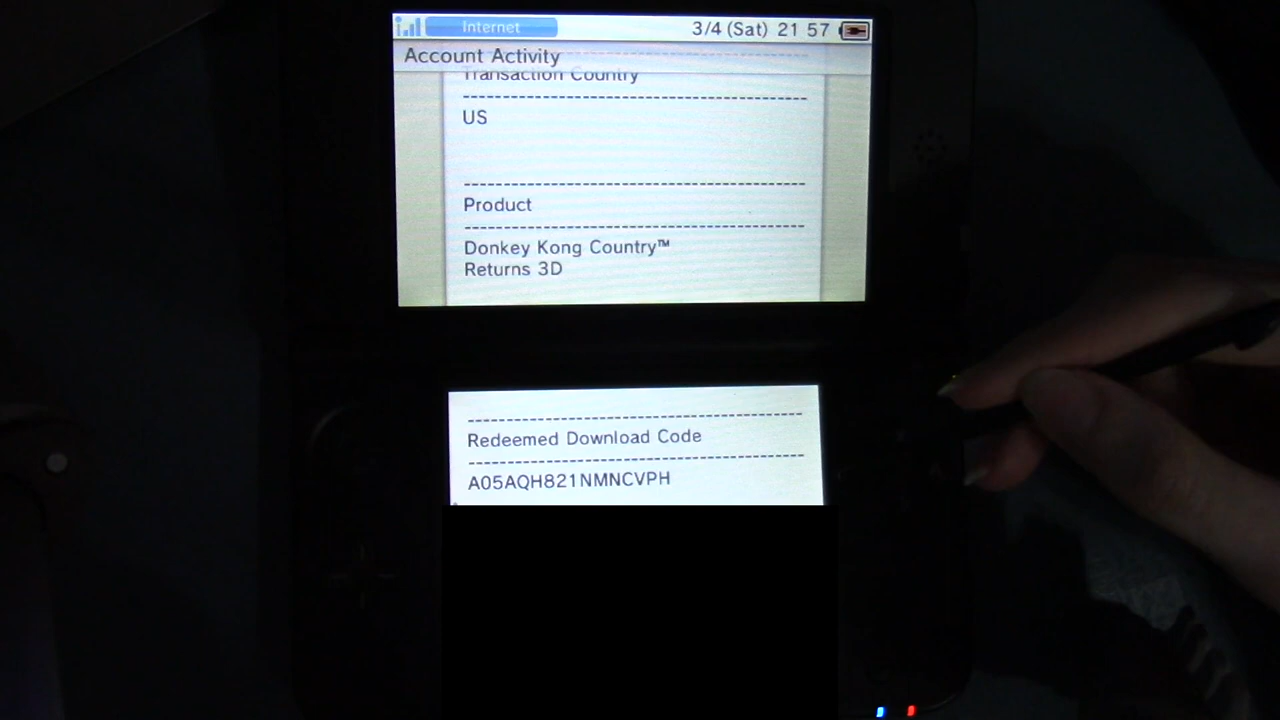 Internet
3/4 (Sat) 21 57
Account Activity
Transaction Country
--------------------------------------------------
US
--------------------------------------------------
Product
--------------------------------------------------
Donkey Kong Country™
Returns 3D
--------------------------------------------------
Redeemed Download Code
--------------------------------------------------
A05AQH821NMNCVPH